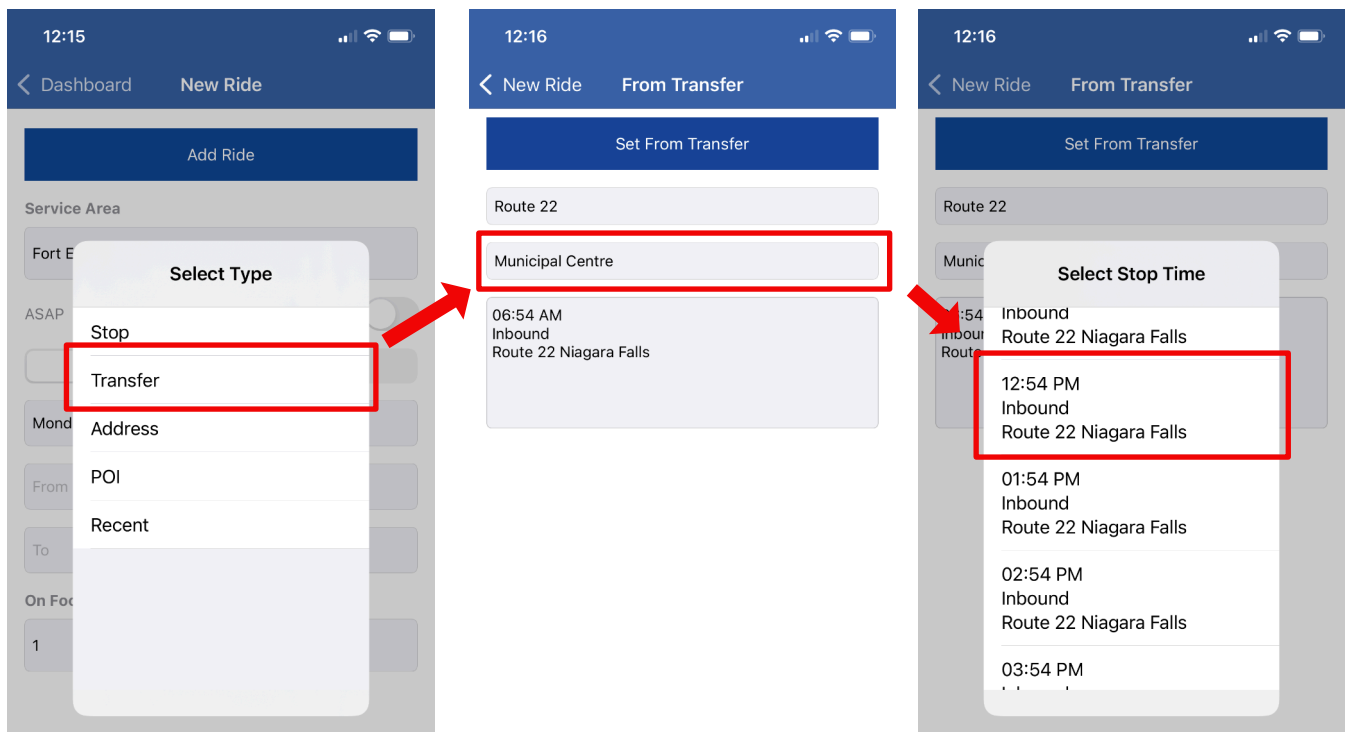 12:15
Dashboard
New Ride
Add Ride
Service Area
Fort E
Select Type
ASAP
Stop
Transfer
Mond
Address
From
POI
Recent
To
On Foo
1
12:16
New Ride
From Transfer
Set From Transfer
Route 22
Municipal Centre
06:54 AM
Inbound
Route 22 Niagara Falls
12:16
New Ride
From Transfer
Set From Transfer
Route 22
Munic
Select Stop Time
:54
Inbour
Route
Inbound
Route 22 Niagara Falls
12:54 PM
Inbound
Route 22 Niagara Falls
01:54 PM
Inbound
Route 22 Niagara Falls
02:54 PM
Inbound
Route 22 Niagara Falls
03:54 PM